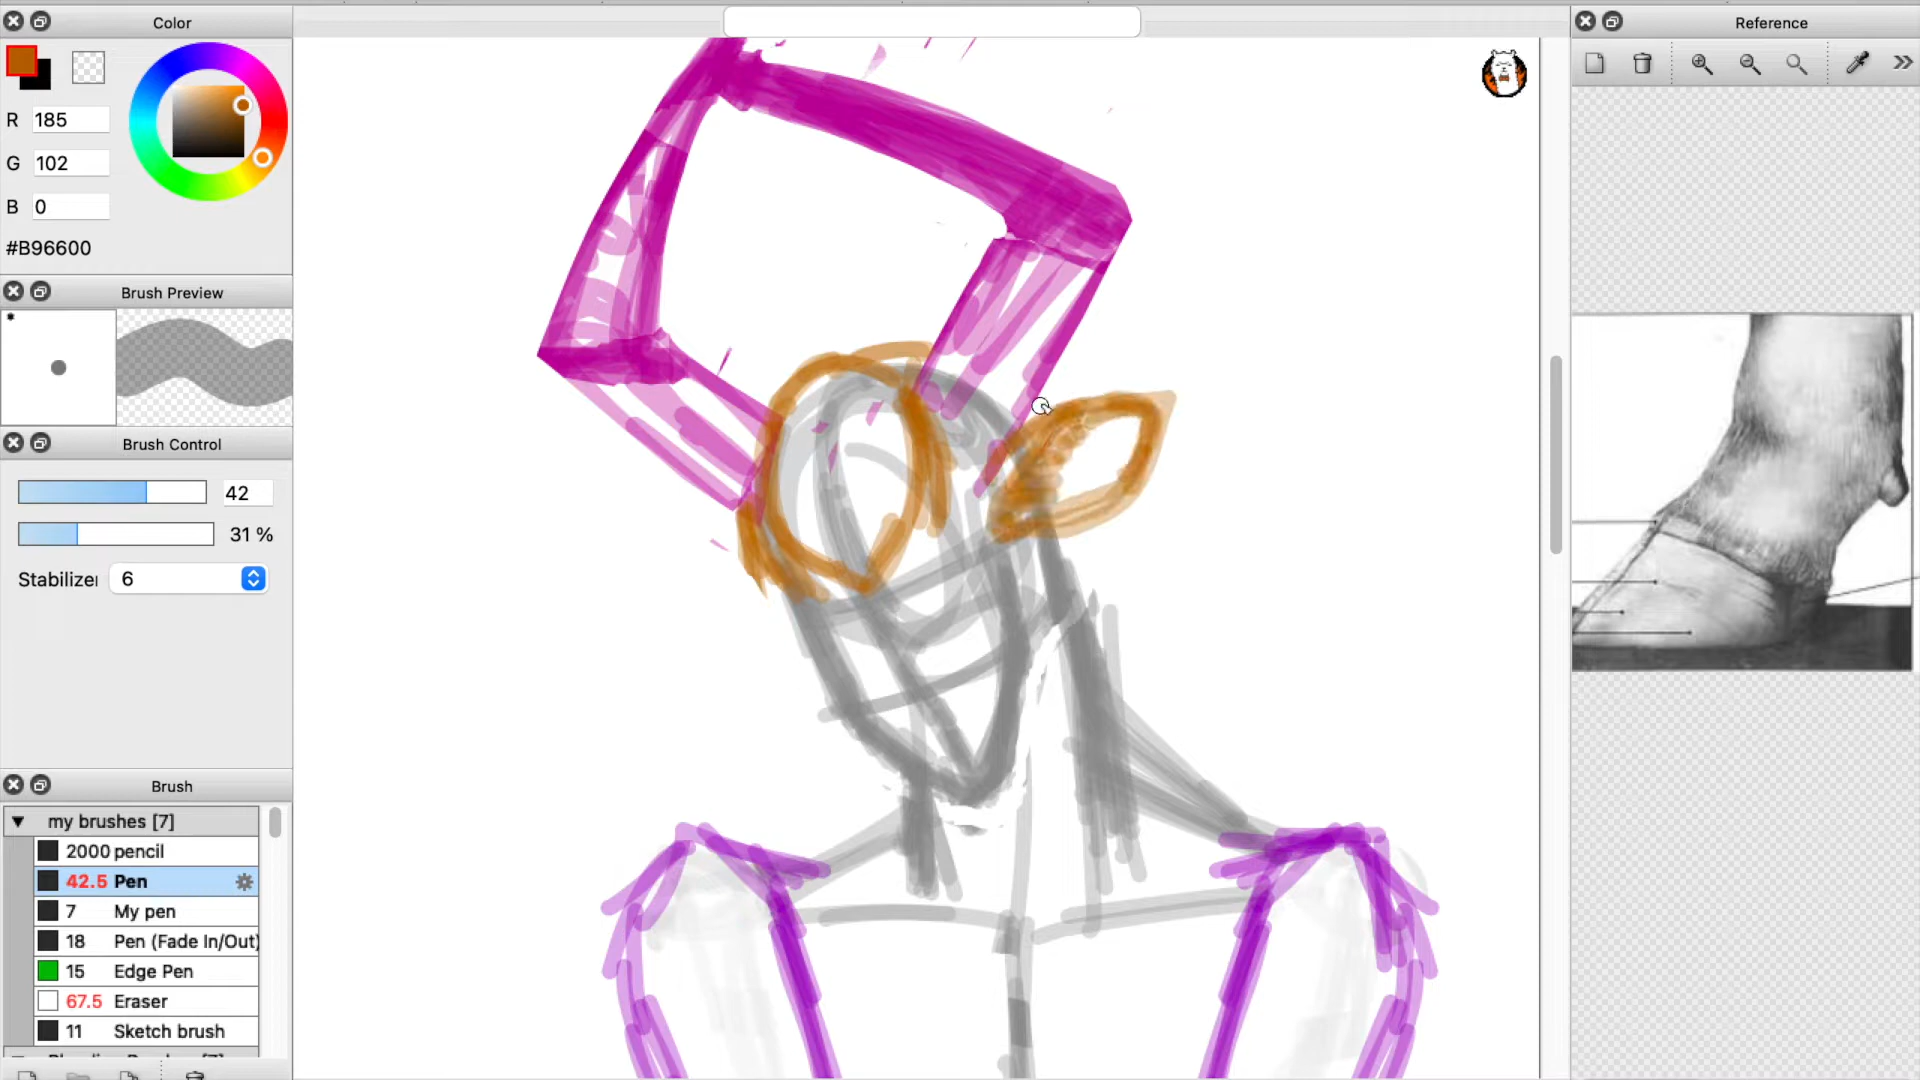 Color
R 185
G 102
B 0
#B96600
Brush Preview
*
Brush Control
42
31 %
Stabilizer 6
Brush
my brushes [7]
2000 pencil
42.5 Pen
7 My pen
18 Pen (Fade In/Out)
15 Edge Pen
67.5 Eraser
11 Sketch brush
Reference